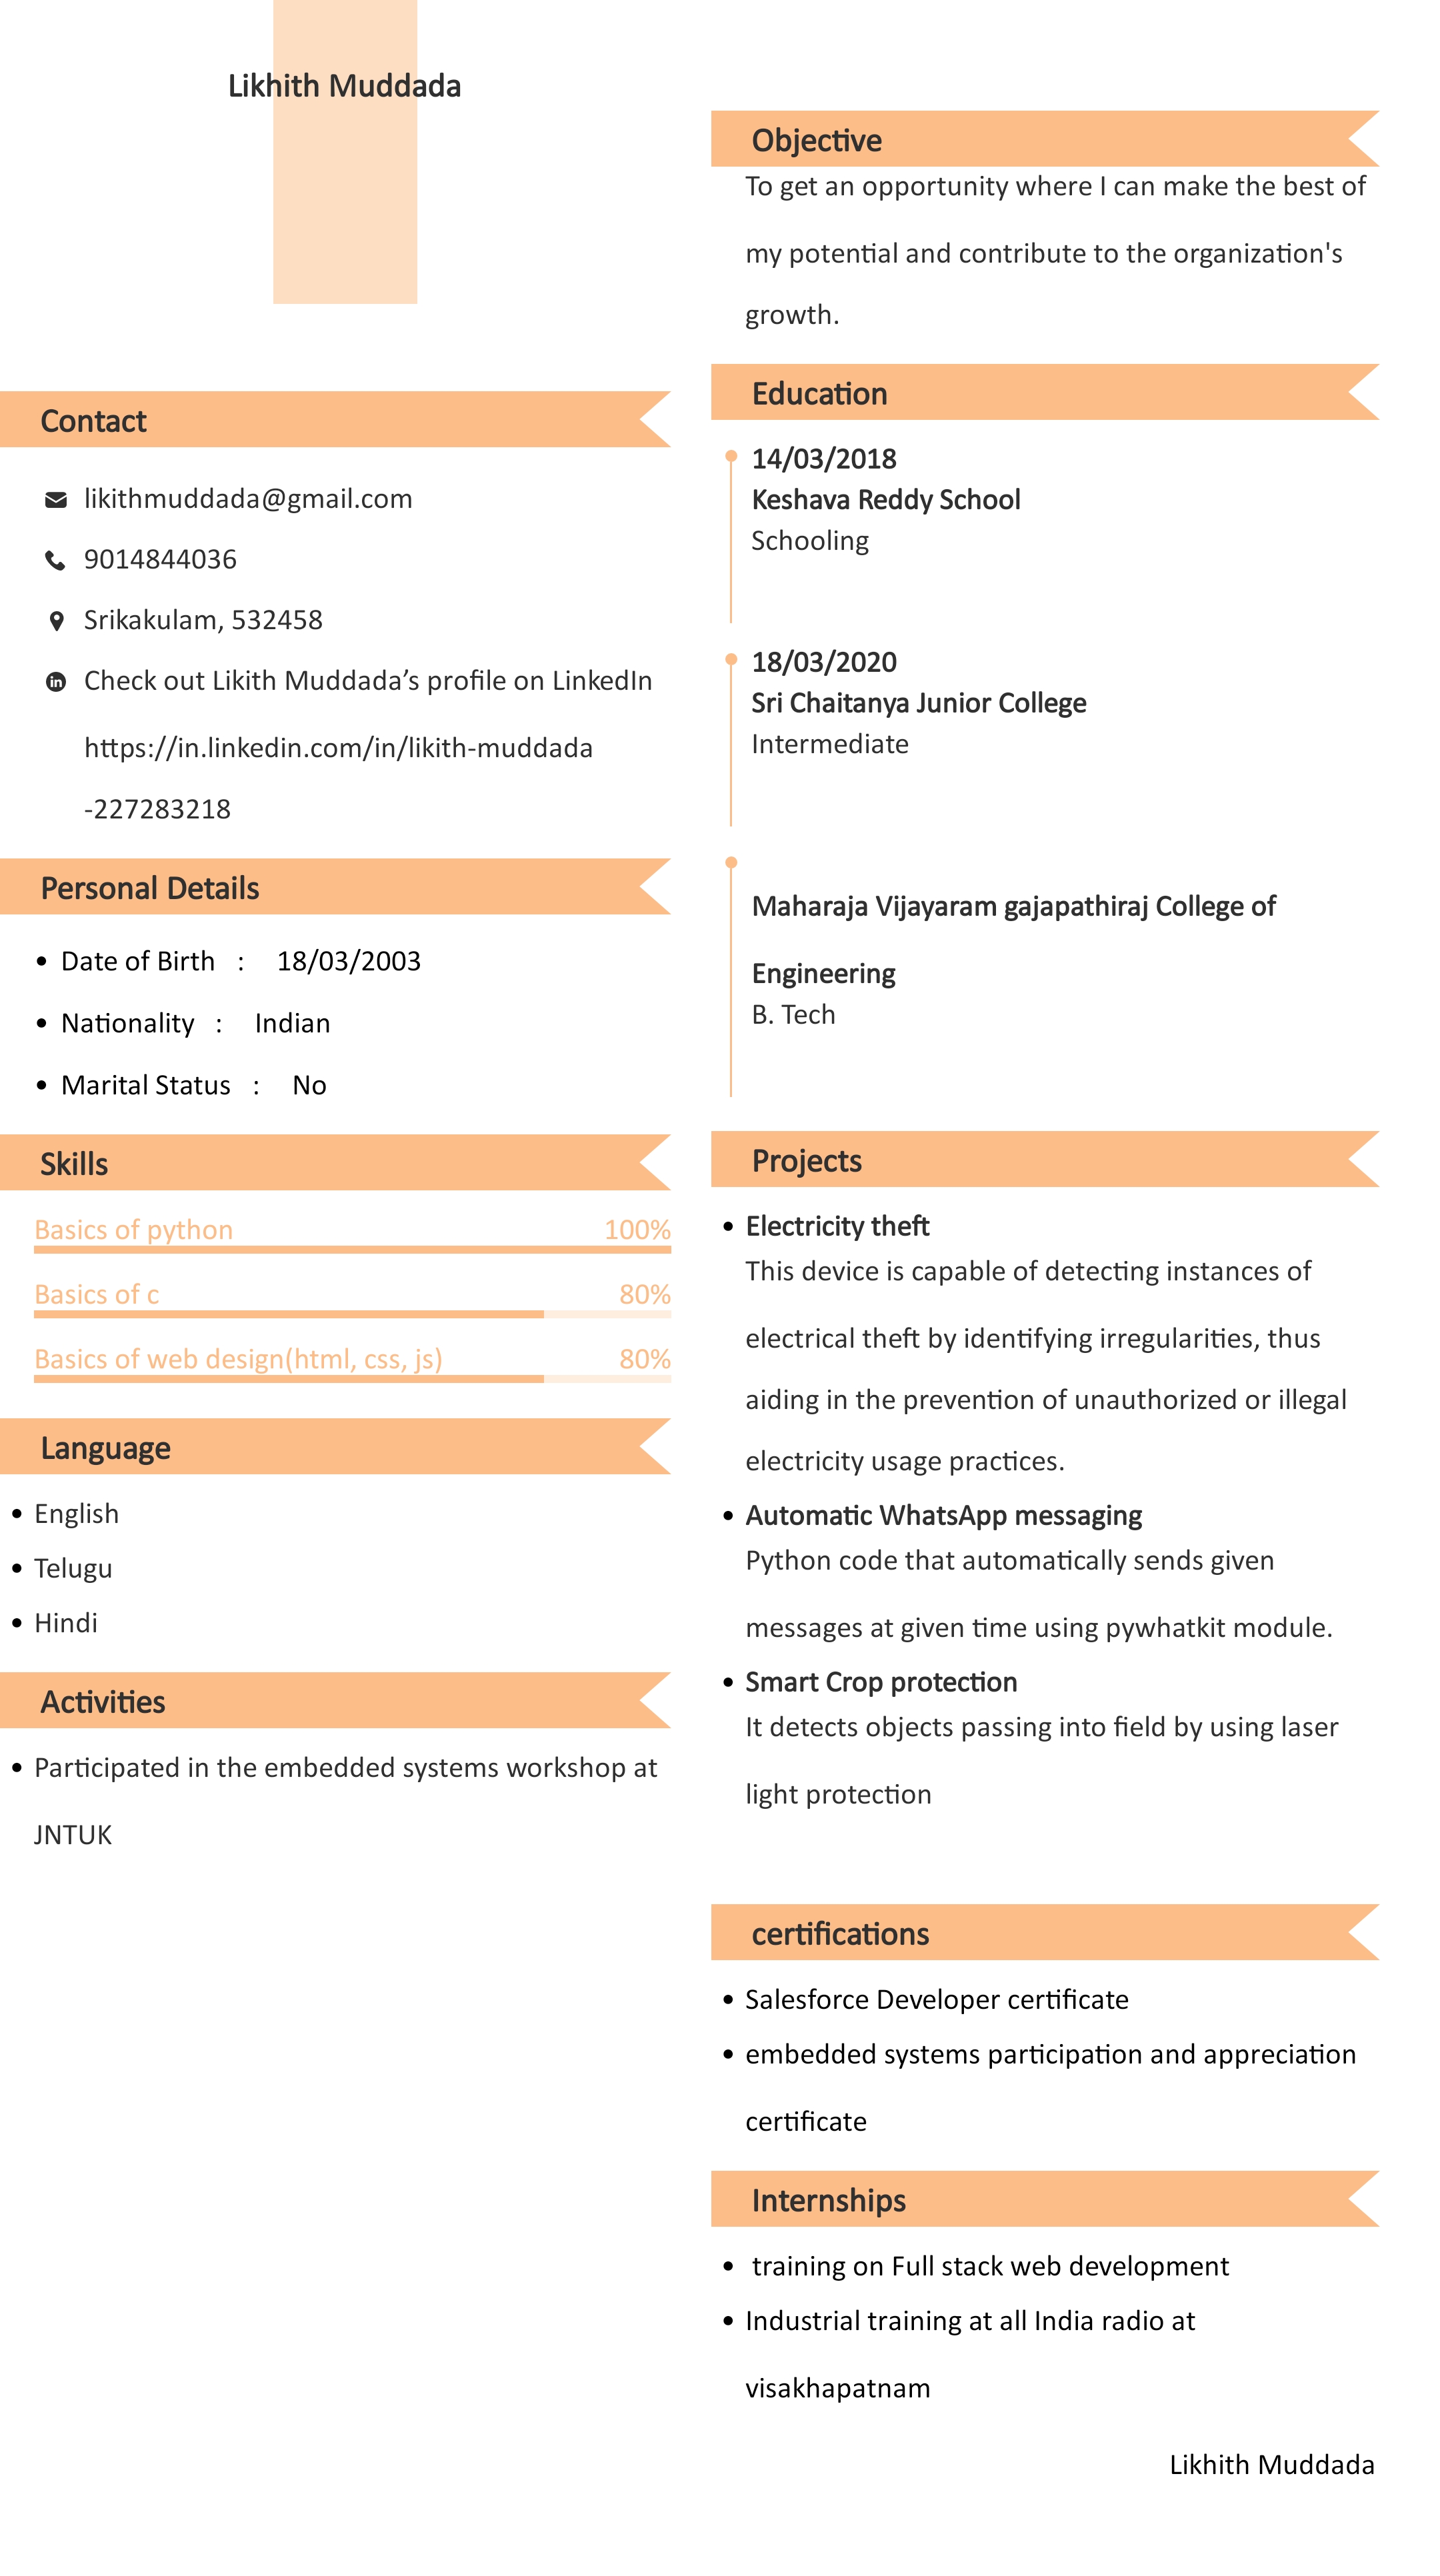 Likhith Muddada
Contact
likithmuddada@gmail.com
9014844036
Srikakulam, 532458
Check out Likith Muddada’s profile on LinkedIn
https://in.linkedin.com/in/likith-muddada
-227283218
Personal Details
• Date of Birth : 18/03/2003
• Nationality : Indian
• Marital Status : No
Skills
Basics of python 100%
Basics of c 80%
Basics of web design(html, css, js) 80%
Language
• English
• Telugu
• Hindi
Activities
• Participated in the embedded systems workshop at
JNTUK
Objective
To get an opportunity where I can make the best of
my potential and contribute to the organization's
growth.
Education
14/03/2018
Keshava Reddy School
Schooling
18/03/2020
Sri Chaitanya Junior College
Intermediate
Maharaja Vijayaram gajapathiraj College of
Engineering
B. Tech
Projects
• Electricity theft
This device is capable of detecting instances of
electrical theft by identifying irregularities, thus
aiding in the prevention of unauthorized or illegal
electricity usage practices.
• Automatic WhatsApp messaging
Python code that automatically sends given
messages at given time using pywhatkit module.
• Smart Crop protection
It detects objects passing into field by using laser
light protection
certifications
• Salesforce Developer certificate
• embedded systems participation and appreciation
certificate
Internships
• training on Full stack web development
• Industrial training at all India radio at
visakhapatnam
Likhith Muddada